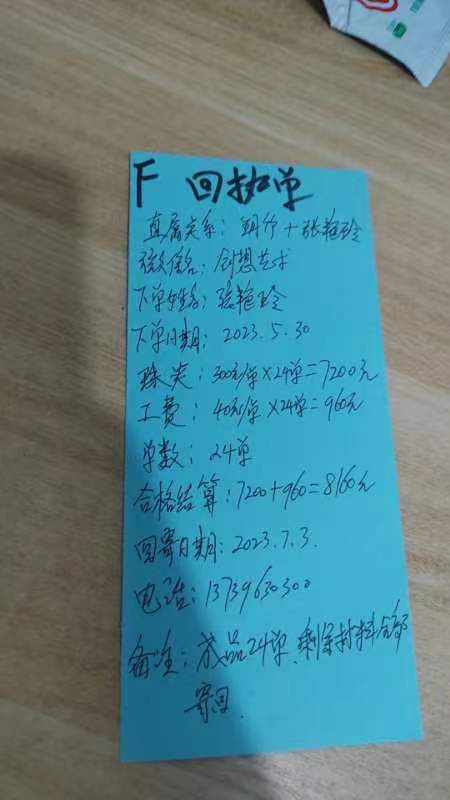 F 回执单
直属关系: 翔竹+张艳玲
微信名: 创想艺术
下单姓名: 张艳玲
下单日期: 2023.5.30
珠类: 300元/单×24单=7200元
工费: 40元/单×24单=960元
单数: 24单
合格结算: 7200+960=8160元
回寄日期: 2023.7.3.
电话: 13739630300
备注: 成品24单、剩余材料全部
寄回.